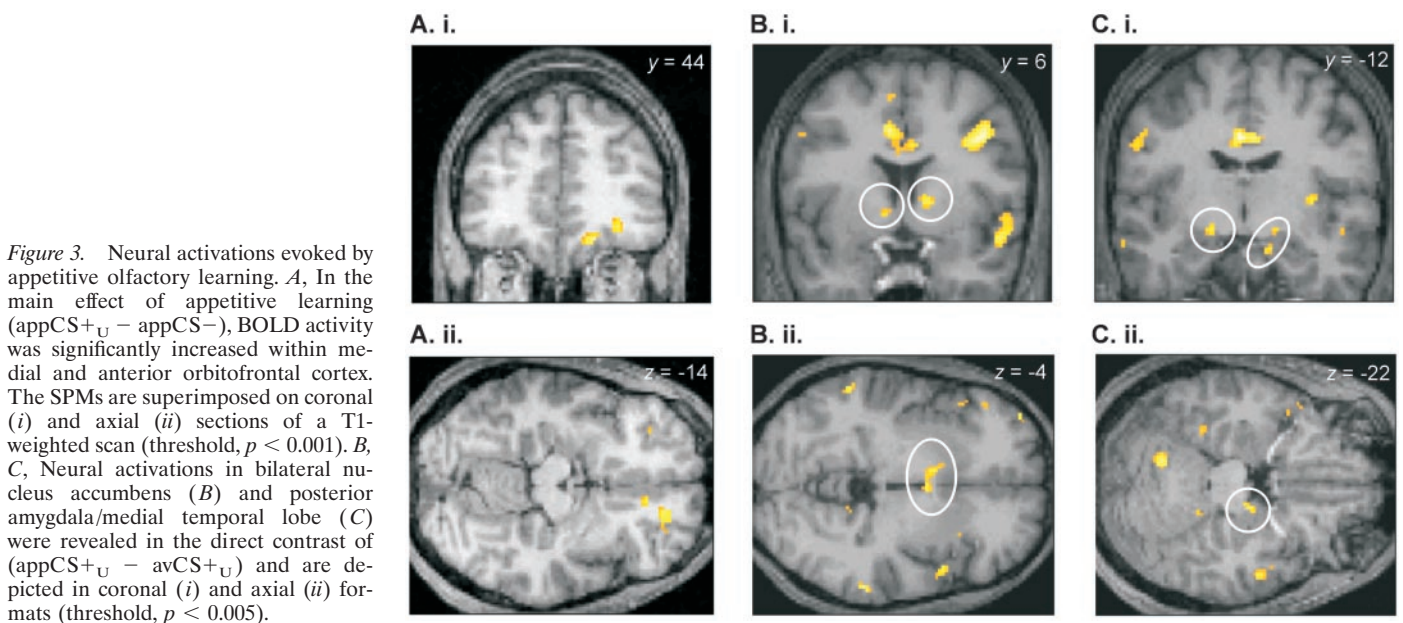 Figure 3. Neural activations evoked by
appetitive olfactory learning. A, In the
main effect of appetitive learning
(appCS+U − appCS−), BOLD activity
was significantly increased within me-
dial and anterior orbitofrontal cortex.
The SPMs are superimposed on coronal
(i) and axial (ii) sections of a T1-
weighted scan (threshold, p < 0.001). B,
C, Neural activations in bilateral nu-
cleus accumbens (B) and posterior
amygdala/medial temporal lobe (C)
were revealed in the direct contrast of
(appCS+U − avCS+U) and are de-
picted in coronal (i) and axial (ii) for-
mats (threshold, p < 0.005).
A. i.
y = 44
B. i.
y = 6
C. i.
y = -12
A. ii.
z = -14
B. ii.
z = -4
C. ii.
z = -22